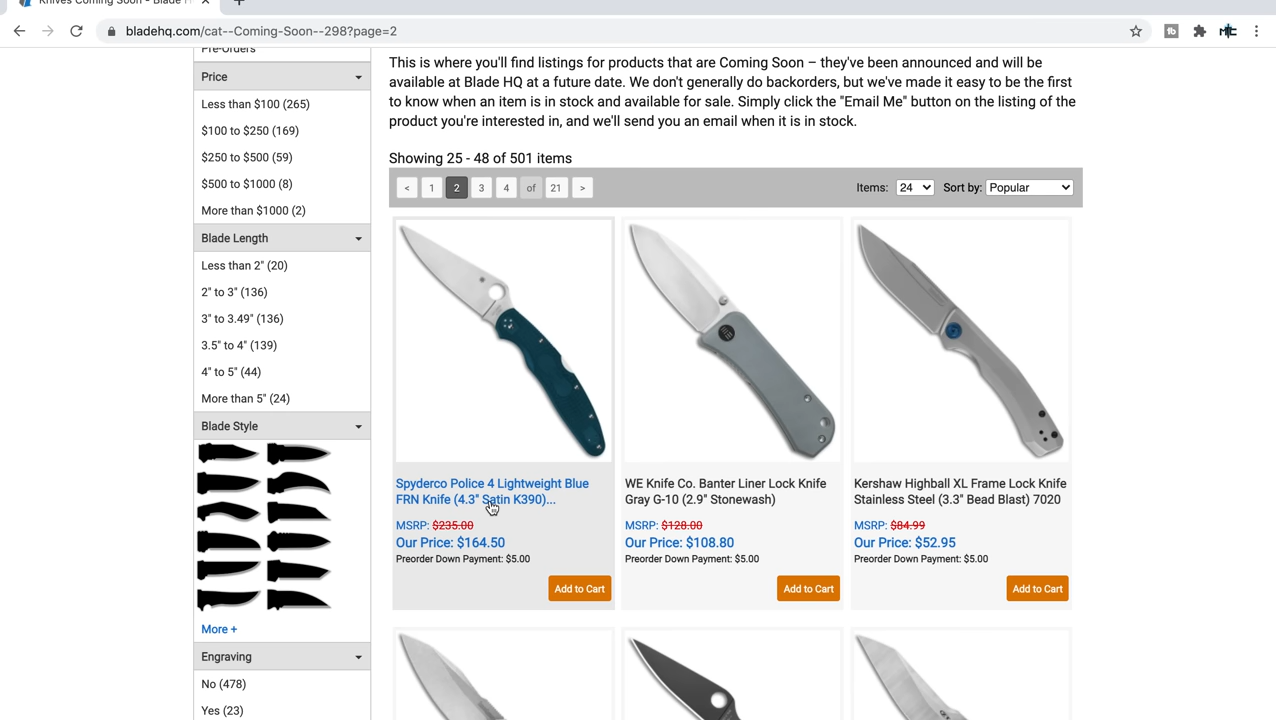 Knives Coming Soon - Blade H
bladehq.com/cat--Coming-Soon--298?page=2
Pre-Orders
Price
Less than $100 (265)
$100 to $250 (169)
$250 to $500 (59)
$500 to $1000 (8)
More than $1000 (2)
Blade Length
Less than 2" (20)
2" to 3" (136)
3" to 3.49" (136)
3.5" to 4" (139)
4" to 5" (44)
More than 5" (24)
Blade Style
More +
Engraving
No (478)
Yes (23)
This is where you'll find listings for products that are Coming Soon – they've been announced and will be
available at Blade HQ at a future date. We don't generally do backorders, but we've made it easy to be the first
to know when an item is in stock and available for sale. Simply click the "Email Me" button on the listing of the
product you're interested in, and we'll send you an email when it is in stock.
Showing 25 - 48 of 501 items
< 1 2 3 4 of 21 >
Items: 24 Sort by: Popular
Spyderco Police 4 Lightweight Blue
FRN Knife (4.3" Satin K390)...
MSRP: $235.00
Our Price: $164.50
Preorder Down Payment: $5.00
Add to Cart
WE Knife Co. Banter Liner Lock Knife
Gray G-10 (2.9" Stonewash)
MSRP: $128.00
Our Price: $108.80
Preorder Down Payment: $5.00
Add to Cart
Kershaw Highball XL Frame Lock Knife
Stainless Steel (3.3" Bead Blast) 7020
MSRP: $84.99
Our Price: $52.95
Preorder Down Payment: $5.00
Add to Cart